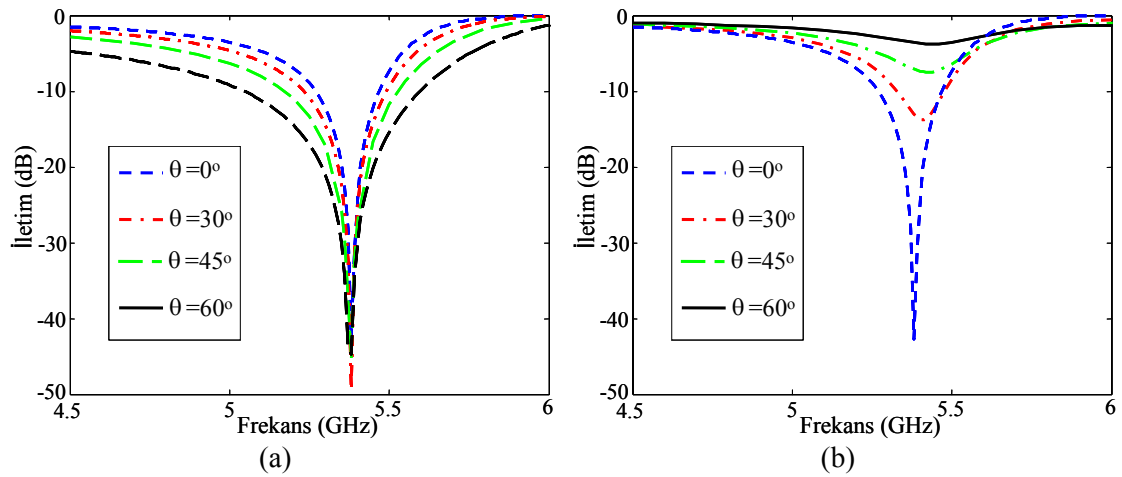 0
-10
-20
-30
-40
-50
İletim (dB)
θ =0º
θ =30º
θ =45º
θ =60º
4.5
5
5.5
6
Frekans (GHz)
(a)
0
-10
-20
-30
-40
-50
İletim (dB)
θ =0º
θ =30º
θ =45º
θ =60º
4.5
5
5.5
6
Frekans (GHz)
(b)